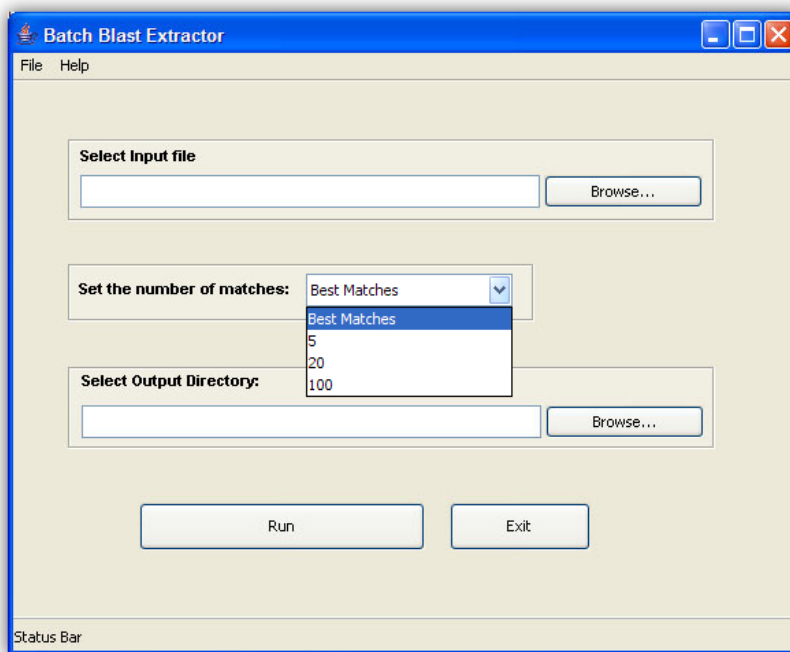 Batch Blast Extractor
File Help
Select Input file
Browse...
Set the number of matches: Best Matches
Best Matches
5
20
100
Select Output Directory:
Browse...
Run Exit
Status Bar